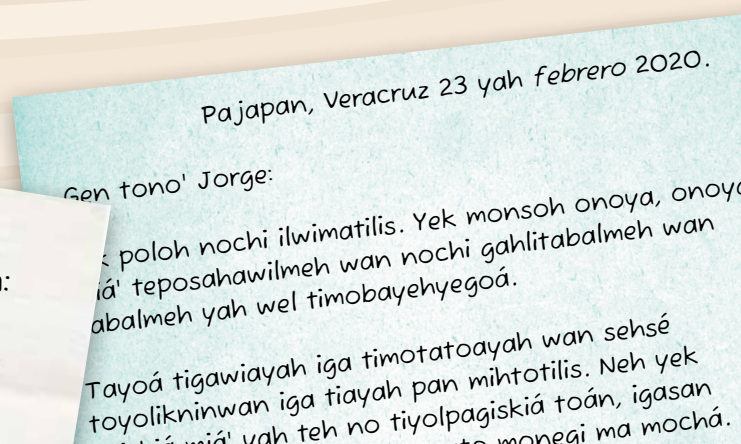 Pajapan, Veracruz 23 yah febrero 2020.
Gen tono' Jorge:
poloh nochi ilwimatilis. Yek monsoh onoya,
teposahawilmeh wan nochi gahlitabalmeh wan
yah wel timobayehyegoá.
Tayoá tigawiayah iga timotatoayah wan sehsé
toyolikninwan iga tiayah pan mihtotilis. Neh yek
miá' yah teh no tiyolpagiskiá toán, igasan
monegi ma mochá.